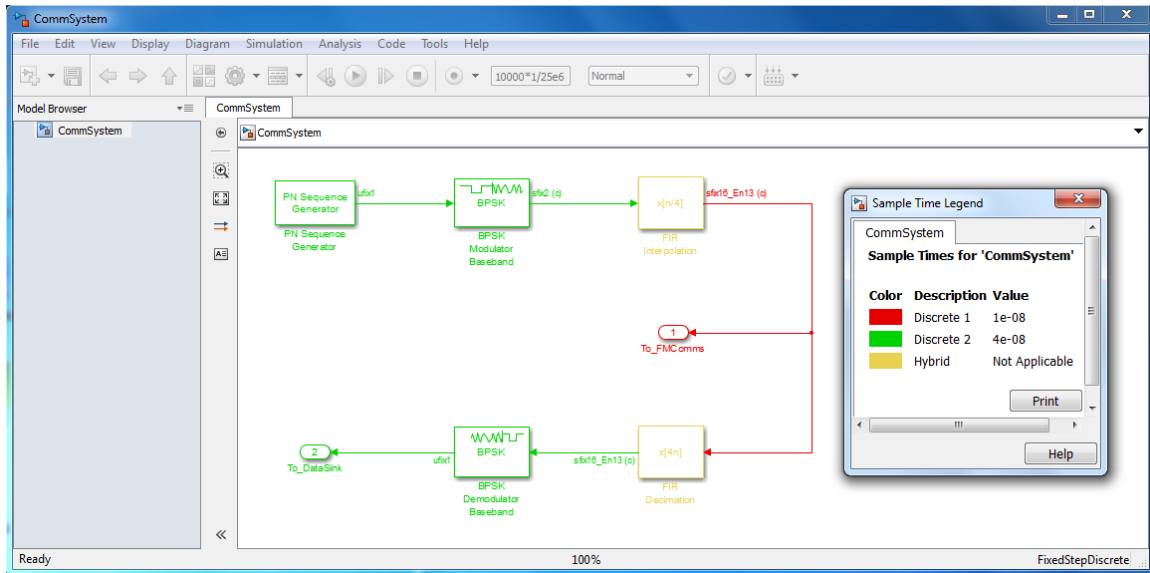 CommSystem
File Edit View Display Diagram Simulation Analysis Code Tools Help
10000*1/25e6 Normal
Model Browser
CommSystem
CommSystem
CommSystem
PN Sequence
Generator
ufix1
PN Sequence
Generator
BPSK
sfix2 (c)
BPSK
Modulator
Baseband
x[n/4]
sfix16_En13 (c)
FIR
Interpolation
1
To_FMComms
2
To_DataSink
ufix1
BPSK
BPSK
Demodulator
Baseband
sfix16_En13 (c)
x[4n]
FIR
Decimation
Sample Time Legend
CommSystem
Sample Times for 'CommSystem'
Color Description Value
Discrete 1 1e-08
Discrete 2 4e-08
Hybrid Not Applicable
Print
Help
Ready 100% FixedStepDiscrete